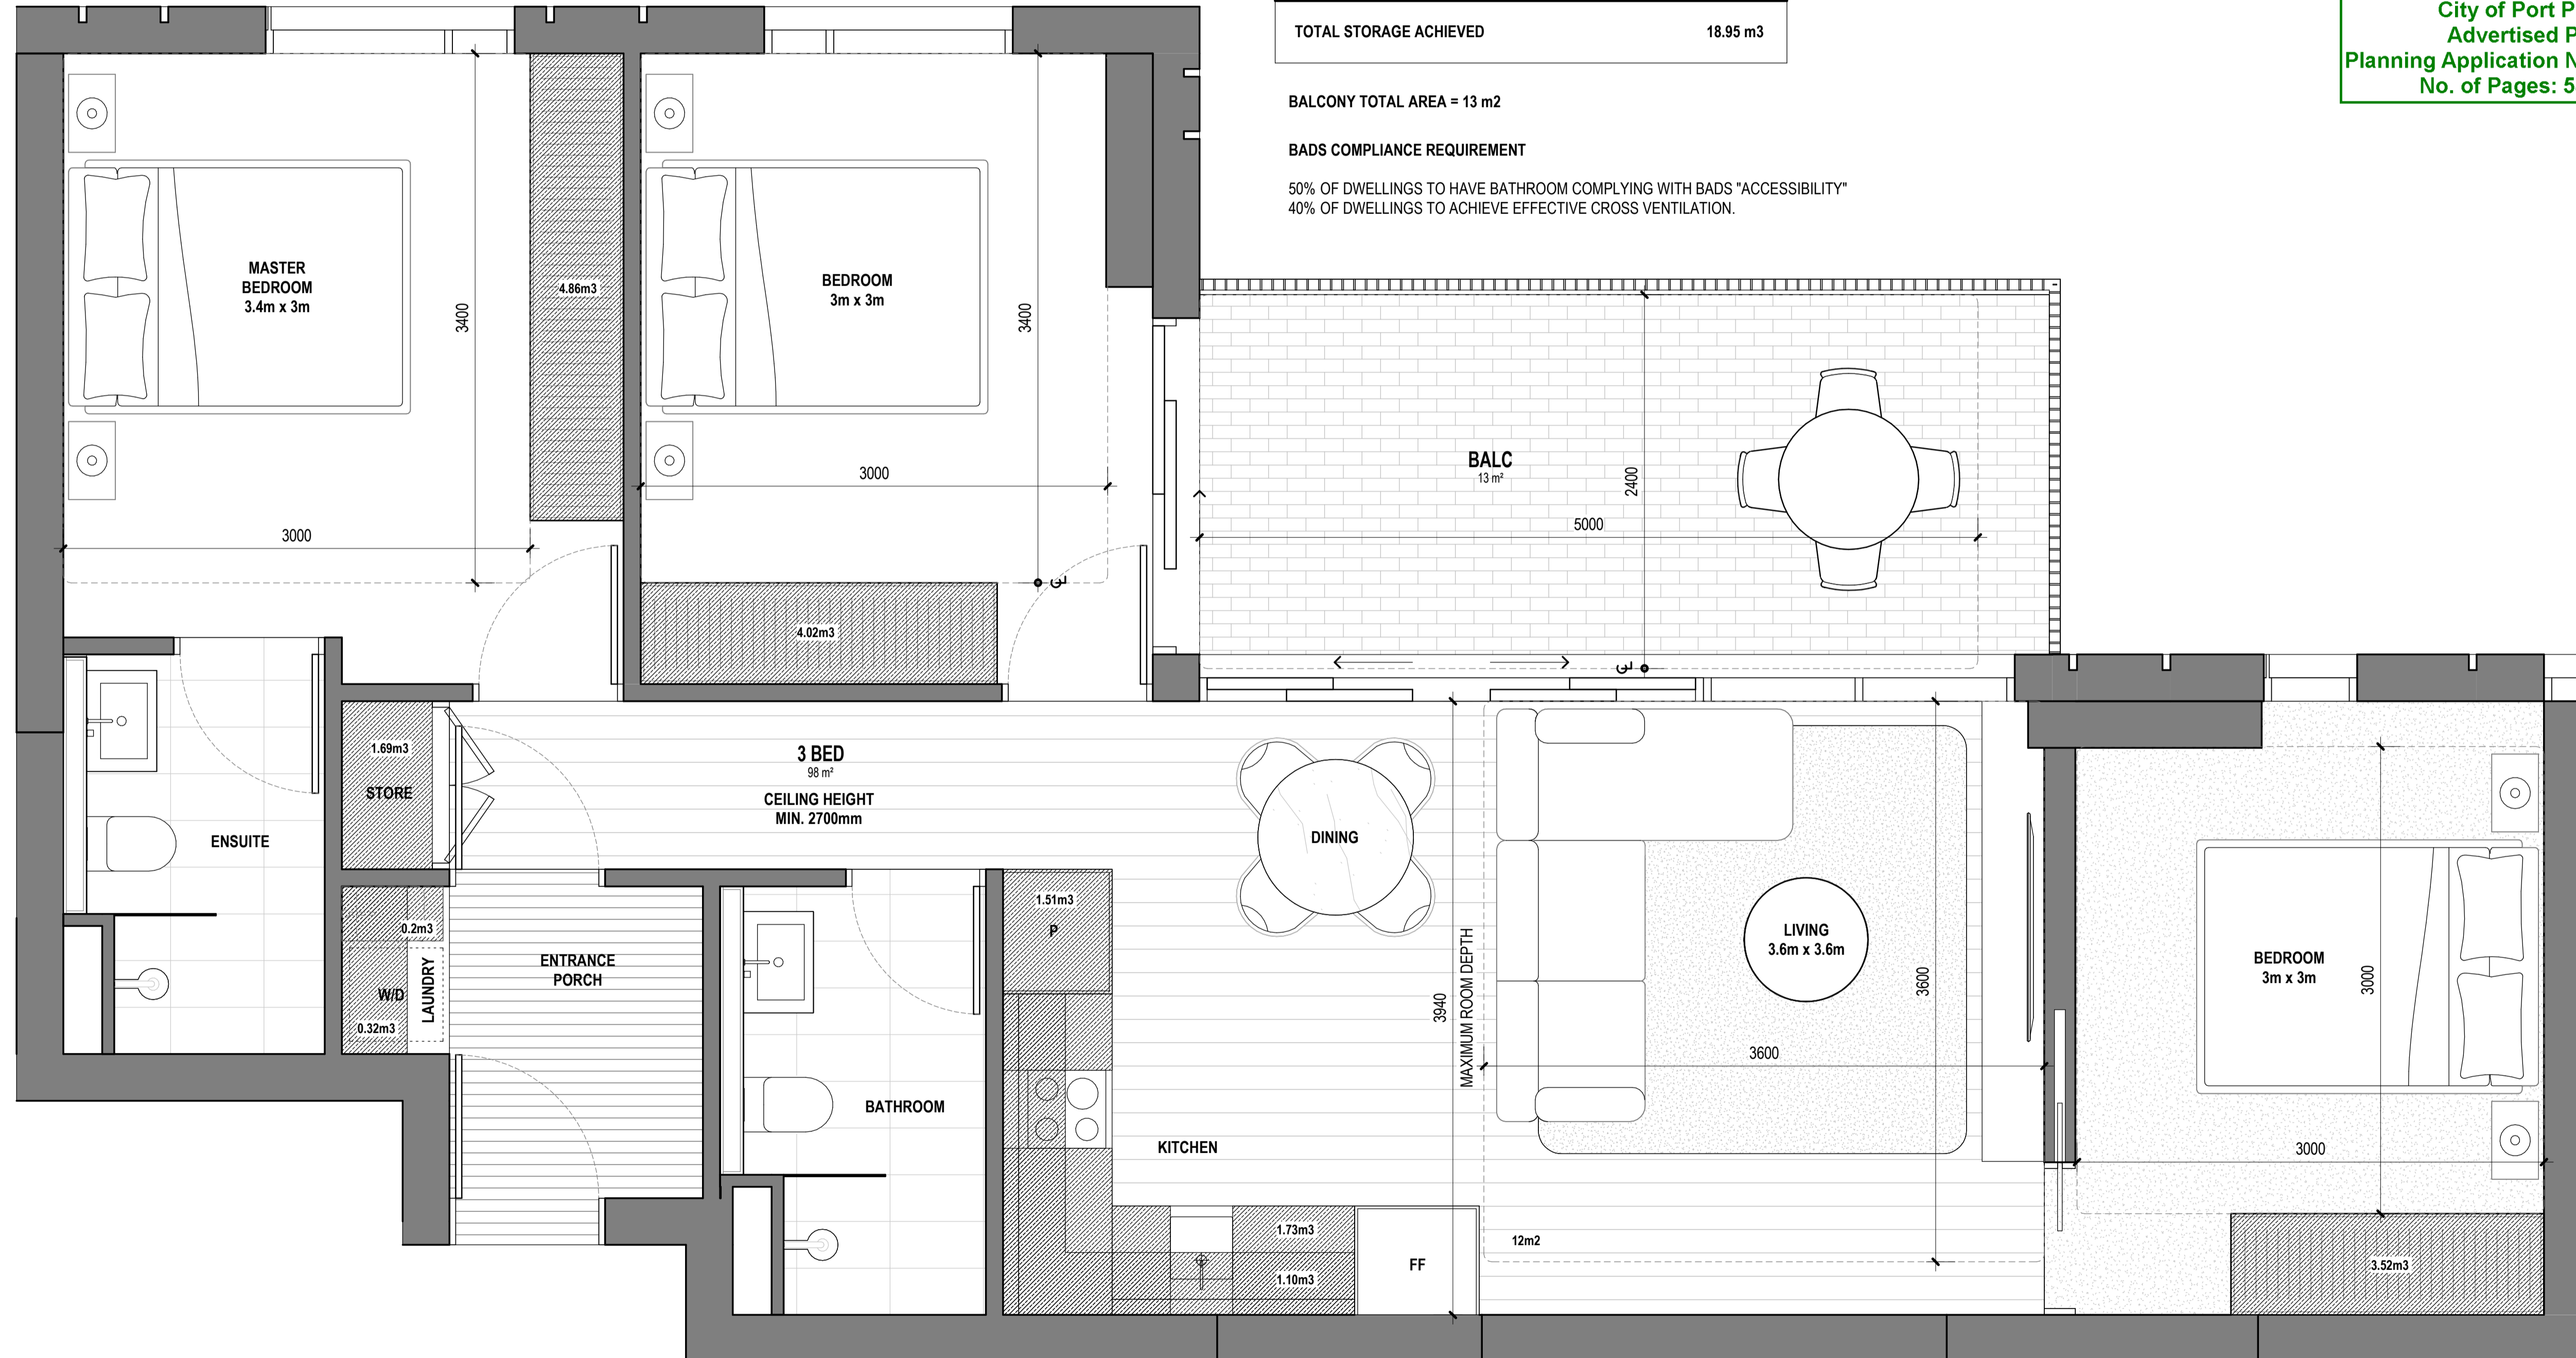 TOTAL STORAGE ACHIEVED 18.95 m3
City of Port P
Advertised P
Planning Application N
No. of Pages: 5
BALCONY TOTAL AREA = 13 m2
BADS COMPLIANCE REQUIREMENT
50% OF DWELLINGS TO HAVE BATHROOM COMPLYING WITH BADS "ACCESSIBILITY"
40% OF DWELLINGS TO ACHIEVE EFFECTIVE CROSS VENTILATION.
MASTER
BEDROOM
3.4m x 3m
3400
3000
4.86m3
BEDROOM
3m x 3m
3400
3000
4.02m3
BALC
13 m²
2400
5000
1.69m3
STORE
ENSUITE
3 BED
98 m²
CEILING HEIGHT
MIN. 2700mm
DINING
0.2m3
W/D
LAUNDRY
0.32m3
ENTRANCE
PORCH
BATHROOM
1.51m3
P
KITCHEN
1.73m3
1.10m3
FF
3940
MAXIMUM ROOM DEPTH
LIVING
3.6m x 3.6m
3600
3600
12m2
BEDROOM
3m x 3m
3000
3000
3.52m3